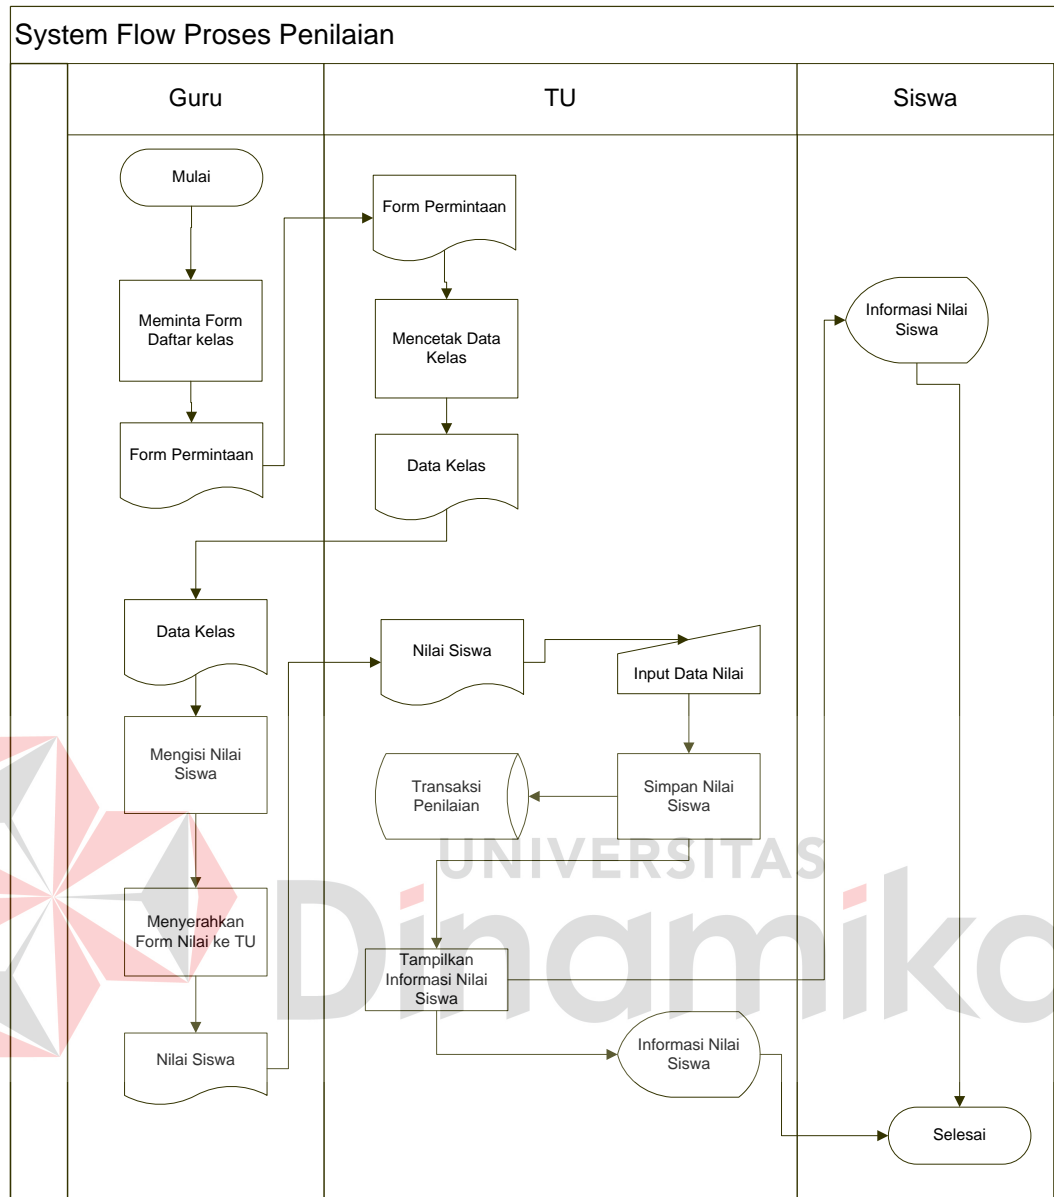 System Flow Proses Penilaian
Guru
TU
Siswa
Mulai
Meminta Form
Daftar kelas
Form Permintaan
Form Permintaan
Mencetak Data
Kelas
Data Kelas
Data Kelas
Mengisi Nilai
Siswa
Menyerahkan
Form Nilai ke TU
Nilai Siswa
Nilai Siswa
Input Data Nilai
Simpan Nilai
Siswa
Transaksi
Penilaian
Tampilkan
Informasi Nilai
Siswa
Informasi Nilai
Siswa
Informasi Nilai
Siswa
Selesai
UNIVERSITAS
Dinamika